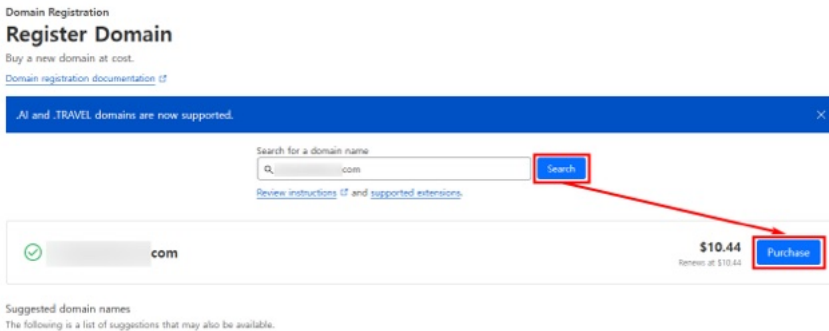 Domain Registration
Register Domain
Buy a new domain at cost.
Domain registration documentation
.AI and .TRAVEL domains are now supported.
Search for a domain name
com
Search
Review instructions and supported extensions.
com
$10.44
Renews at $10.44
Purchase
Suggested domain names
The following is a list of suggestions that may also be available.